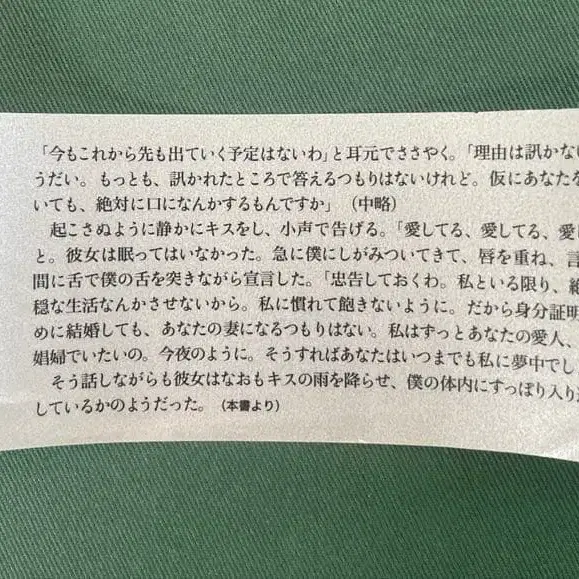 「今もこれから先も出ていく予定はないわ」と耳元でささやく。「理由は訊かない
うだい。もっとも、訊かれたところで答えるつもりはないけれど。仮にあなたを
いても、絶対に口になんかするもんですか」（中略）
起こさぬように静かにキスをし、小声で告げる。「愛してる、愛してる、愛し
と。彼女は眠ってはいなかった。急に僕にしがみついてきて、唇を重ね、言
間に舌で僕の舌を突きながら宣言した。「忠告しておくわ。私といる限り、絶
穏な生活なんかさせないから。私に慣れて飽きないように。だから身分証明
めに結婚しても、あなたの妻になるつもりはない。私はずっとあなたの愛人、
娼婦でいたいの。今夜のように。そうすればあなたはいつまでも私に夢中でし
そう話しながらも彼女はなおもキスの雨を降らせ、僕の体内にすっぽり入り
しているかのようだった。（本書より）